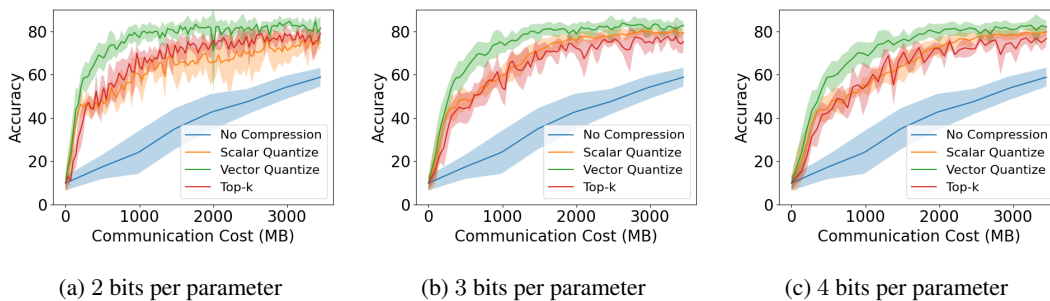 80
60
40
20
0
Accuracy
No Compression
Scalar Quantize
Vector Quantize
Top-k
0 1000 2000 3000
Communication Cost (MB)
(a) 2 bits per parameter
80
60
40
20
0
Accuracy
No Compression
Scalar Quantize
Vector Quantize
Top-k
0 1000 2000 3000
Communication Cost (MB)
(b) 3 bits per parameter
80
60
40
20
0
Accuracy
No Compression
Scalar Quantize
Vector Quantize
Top-k
0 1000 2000 3000
Communication Cost (MB)
(c) 4 bits per parameter